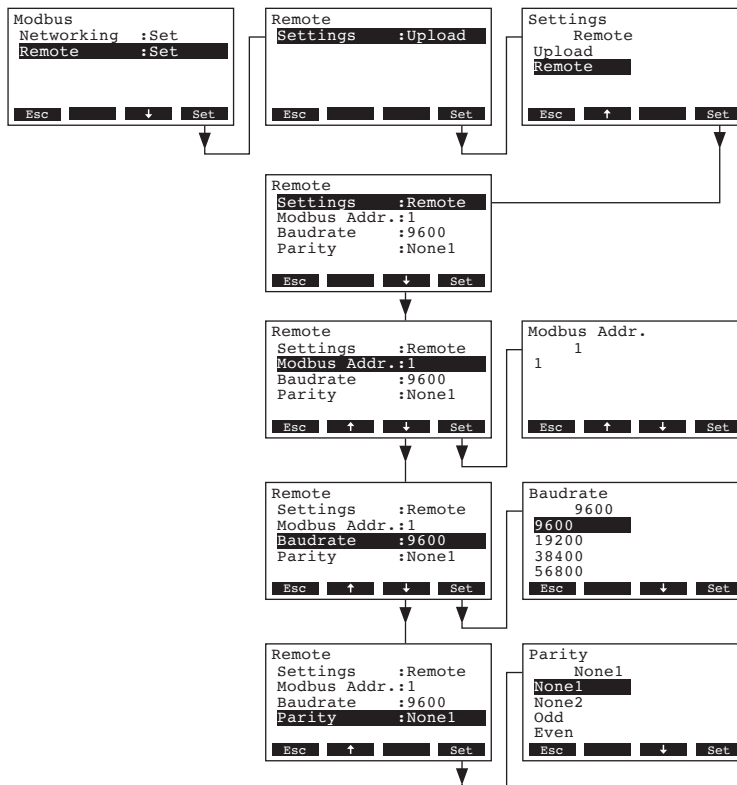 Modbus
Networking :Set
Remote :Set
Esc ↓ Set
Remote
Settings :Upload
Esc Set
Settings
Remote
Upload
Remote
Esc ↑ Set
Remote
Settings :Remote
Modbus Addr.:1
Baudrate :9600
Parity :None1
Esc ↓ Set
Remote
Settings :Remote
Modbus Addr.:1
Baudrate :9600
Parity :None1
Esc ↑ ↓ Set
Modbus Addr.
1
1
Esc ↑ ↓ Set
Remote
Settings :Remote
Modbus Addr.:1
Baudrate :9600
Parity :None1
Esc ↑ ↓ Set
Baudrate
9600
9600
19200
38400
56800
Esc ↓ Set
Remote
Settings :Remote
Modbus Addr.:1
Baudrate :9600
Parity :None1
Esc ↑ Set
Parity
None1
None1
None2
Odd
Even
Esc ↓ Set